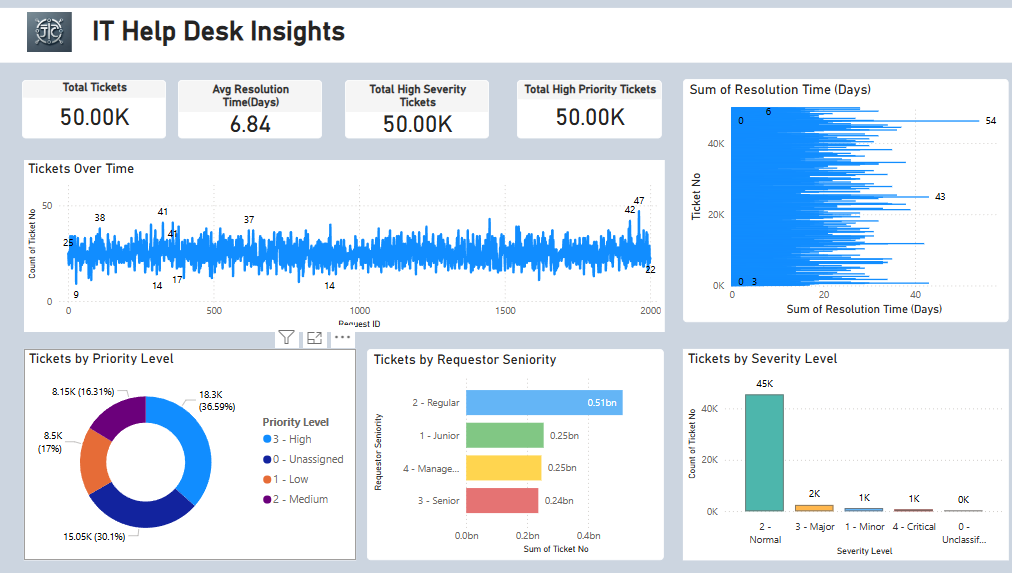 JTC
IT Help Desk Insights
Total Tickets
50.00K
Avg Resolution
Time(Days)
6.84
Total High Severity
Tickets
50.00K
Total High Priority Tickets
50.00K
Sum of Resolution Time (Days)
Ticket No
40K
20K
0K
0
6
54
43
0
3
0
20
40
Sum of Resolution Time (Days)
Tickets Over Time
Count of Ticket No
50
0
25
9
38
41
41
14
17
37
14
42
47
22
0
500
1000
1500
2000
Request ID
Tickets by Priority Level
8.15K (16.31%)
18.3K
(36.59%)
8.5K
(17%)
15.05K (30.1%)
Priority Level
3 - High
0 - Unassigned
1 - Low
2 - Medium
Tickets by Requestor Seniority
Requestor Seniority
2 - Regular
0.51bn
1 - Junior
0.25bn
4 - Manage...
0.25bn
3 - Senior
0.24bn
0.0bn
0.2bn
0.4bn
Sum of Ticket No
Tickets by Severity Level
Count of Ticket No
40K
20K
0K
45K
2K
1K
1K
0K
2 -
Normal
3 - Major
1 - Minor
4 - Critical
0 -
Unclassif...
Severity Level